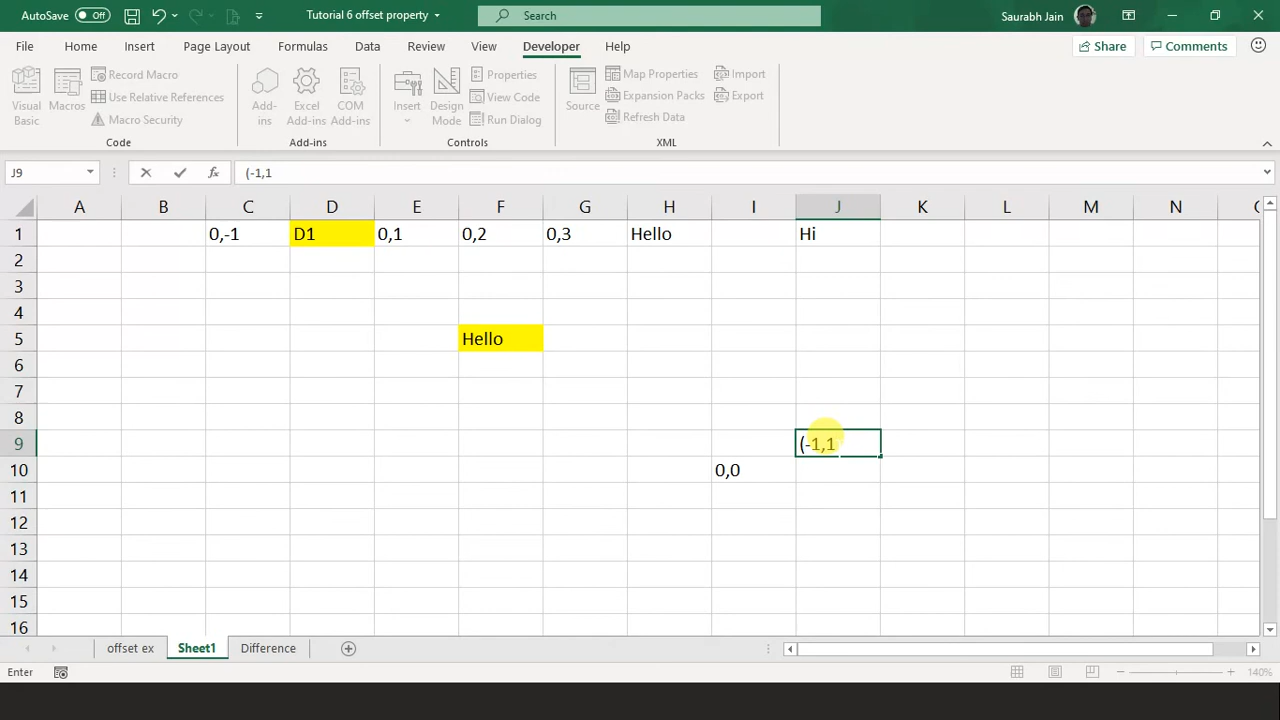 AutoSave Off Tutorial 6 offset property Search Saurabh Jain
File Home Insert Page Layout Formulas Data Review View Developer Help Share Comments
Visual Basic
Macros
Record Macro
Use Relative References
Macro Security
Code
Add-ins
Excel Add-ins
COM Add-ins
Add-ins
Insert
Design Mode
Properties
View Code
Run Dialog
Controls
Source
Map Properties
Expansion Packs
Refresh Data
Import
Export
XML
J9 fx (-1,1
A B C D E F G H I J K L M N
1 0,-1 D1 0,1 0,2 0,3 Hello Hi
2
3
4
5 Hello
6
7
8
9 (-1,1
10 0,0
11
12
13
14
15
16
offset ex Sheet1 Difference
Enter 140%